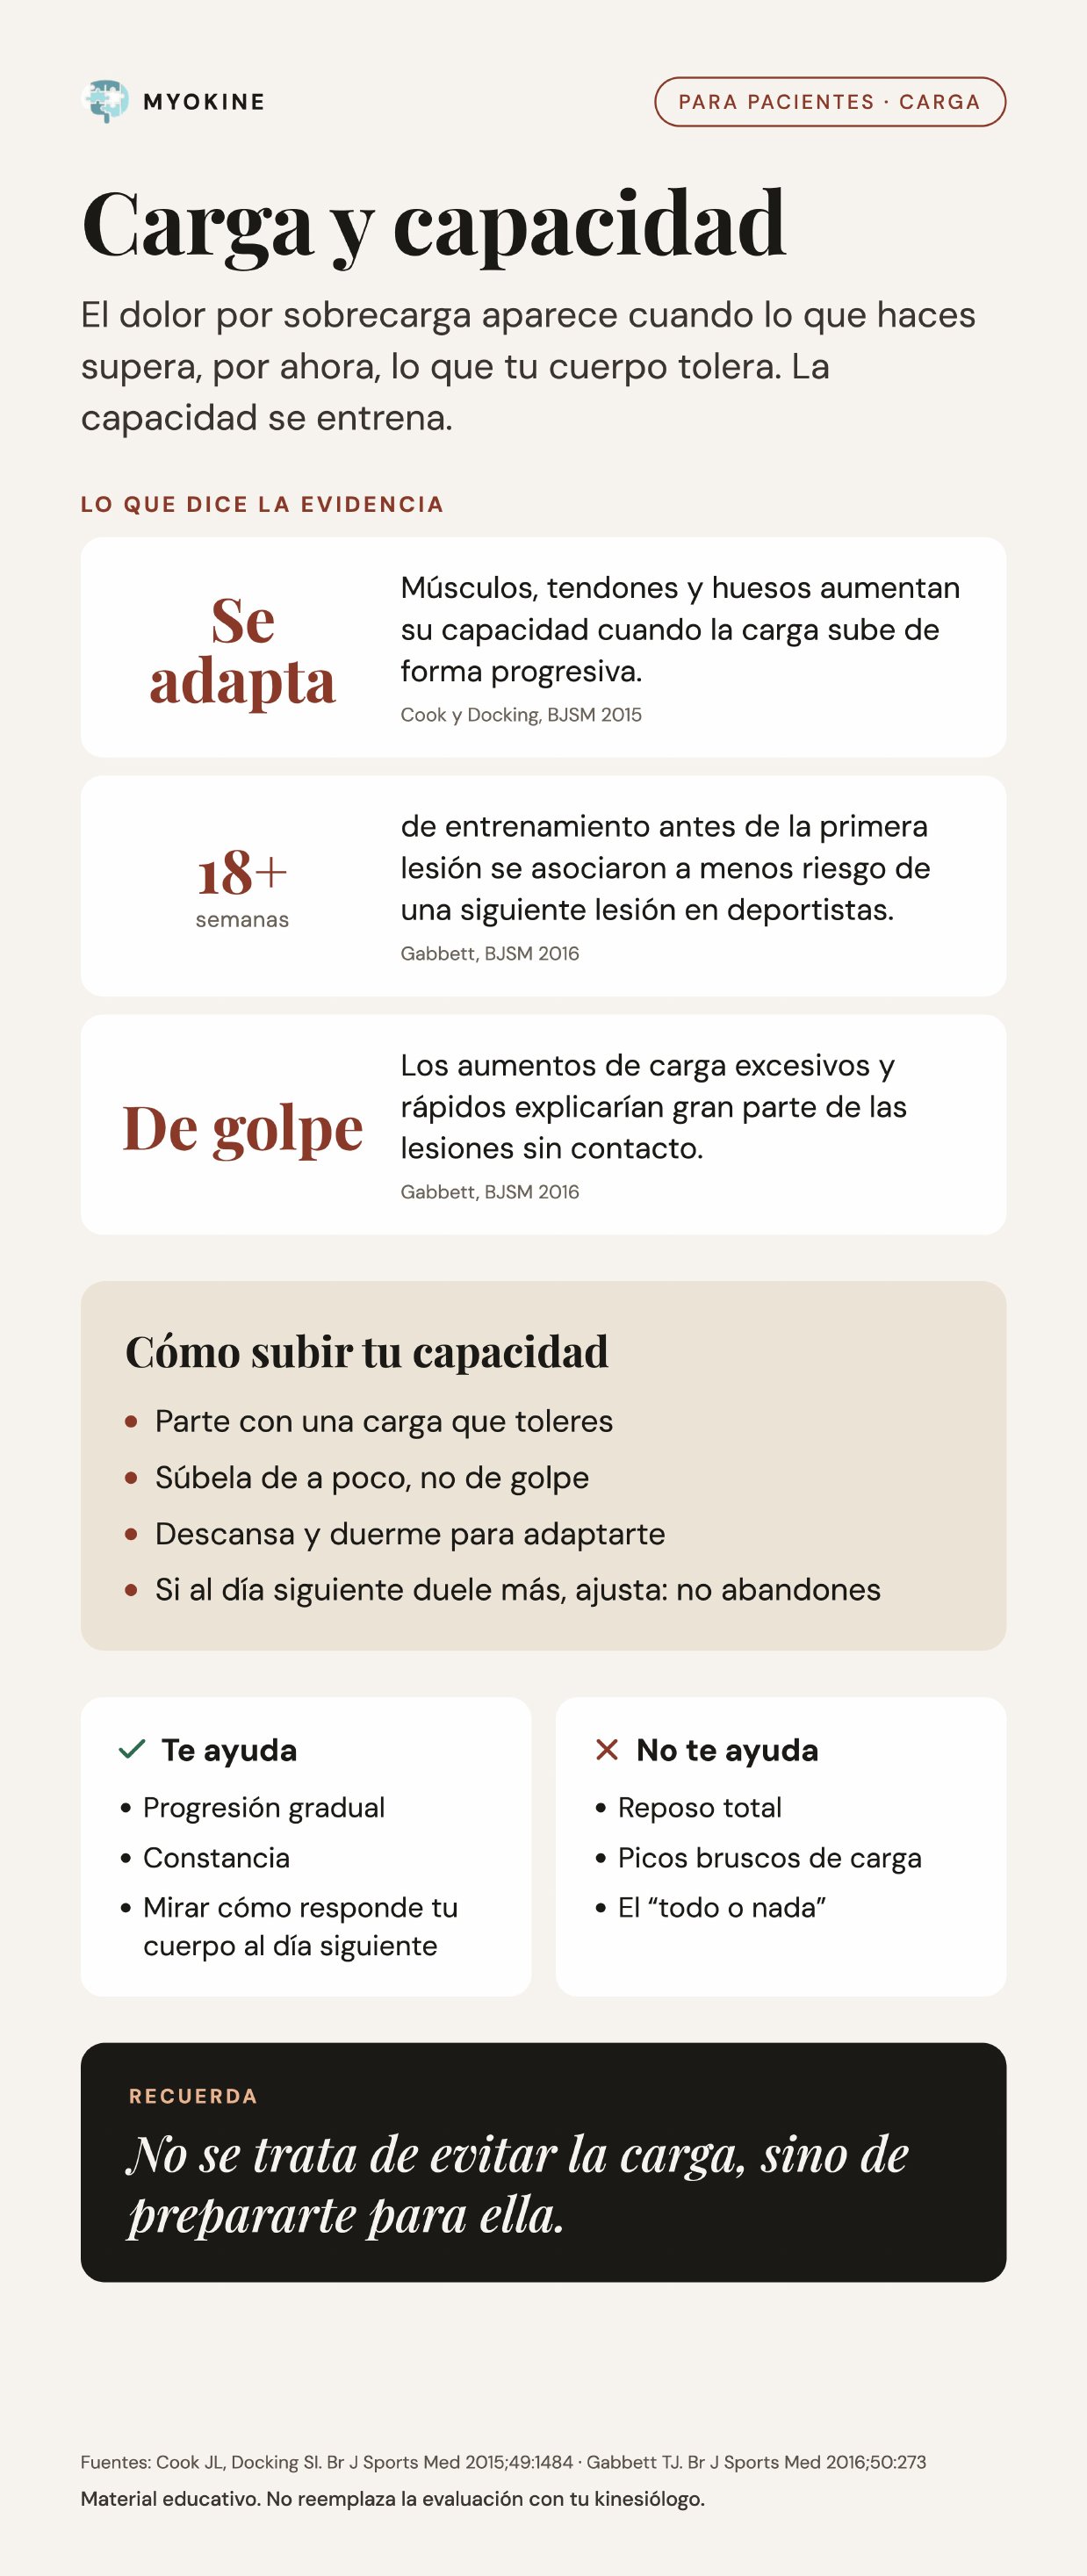 MYOKINE
PARA PACIENTES · CARGA
Carga y capacidad
El dolor por sobrecarga aparece cuando lo que haces
supera, por ahora, lo que tu cuerpo tolera. La
capacidad se entrena.
LO QUE DICE LA EVIDENCIA
Se
adapta
Músculos, tendones y huesos aumentan
su capacidad cuando la carga sube de
forma progresiva.
Cook y Docking, BJSM 2015
18+
semanas
de entrenamiento antes de la primera
lesión se asociaron a menos riesgo de
una siguiente lesión en deportistas.
Gabbett, BJSM 2016
De golpe
Los aumentos de carga excesivos y
rápidos explicarían gran parte de las
lesiones sin contacto.
Gabbett, BJSM 2016
Cómo subir tu capacidad
• Parte con una carga que toleres
• Súbela de a poco, no de golpe
• Descansa y duerme para adaptarte
• Si al día siguiente duele más, ajusta: no abandones
✓ Te ayuda
• Progresión gradual
• Constancia
• Mirar cómo responde tu
cuerpo al día siguiente
✕ No te ayuda
• Reposo total
• Picos bruscos de carga
• El “todo o nada”
RECUERDA
No se trata de evitar la carga, sino de
prepararte para ella.
Fuentes: Cook JL, Docking SI. Br J Sports Med 2015;49:1484 · Gabbett TJ. Br J Sports Med 2016;50:273
Material educativo. No reemplaza la evaluación con tu kinesiólogo.